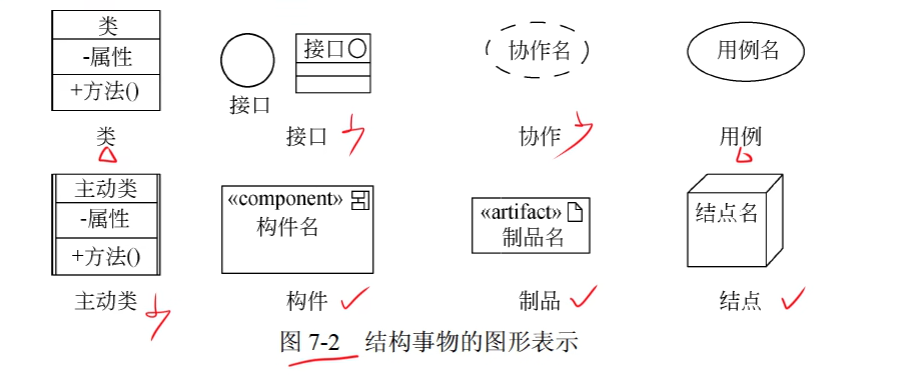 类
-属性
+方法()
类
接口
接口
接口
协作名
协作
用例名
用例
主动类
-属性
+方法()
主动类
«component»
构件名
构件
«artifact»
制品名
制品
结点名
结点
图 7-2 结构事物的图形表示